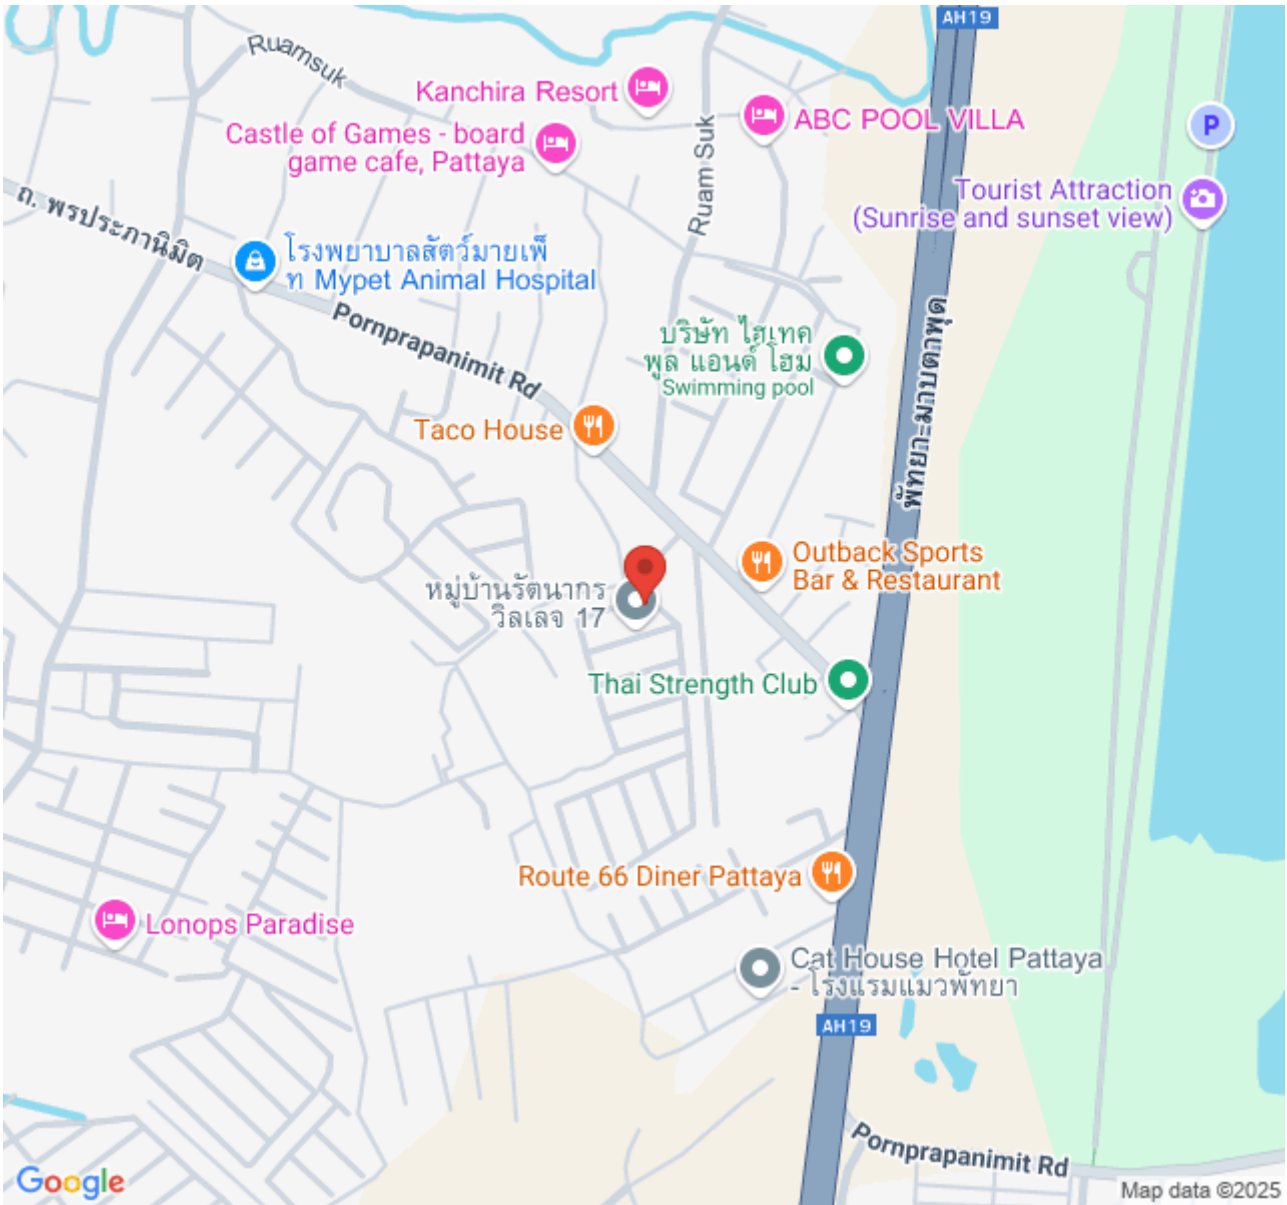 AH19
Ruamsuk
Kanchira Resort
ABC POOL VILLA
P
Castle of Games - board
game cafe, Pattaya
Ruam Suk
Tourist Attraction
(Sunrise and sunset view)
ถ. พรประภานิมิต
โรงพยาบาลสัตว์มายเพ็
ท Mypet Animal Hospital
Pornprapanimit Rd
บริษัท ไฮเทค
พูล แอนด์ โฮม
Swimming pool
พัทยา-มาบตาพุด
Taco House
Outback Sports
Bar & Restaurant
หมู่บ้านรัตนากร
วิลเลจ 17
Thai Strength Club
Route 66 Diner Pattaya
Lonops Paradise
Cat House Hotel Pattaya
- โรงแรมแมวพัทยา
AH19
Pornprapanimit Rd
Google
Map data ©2025